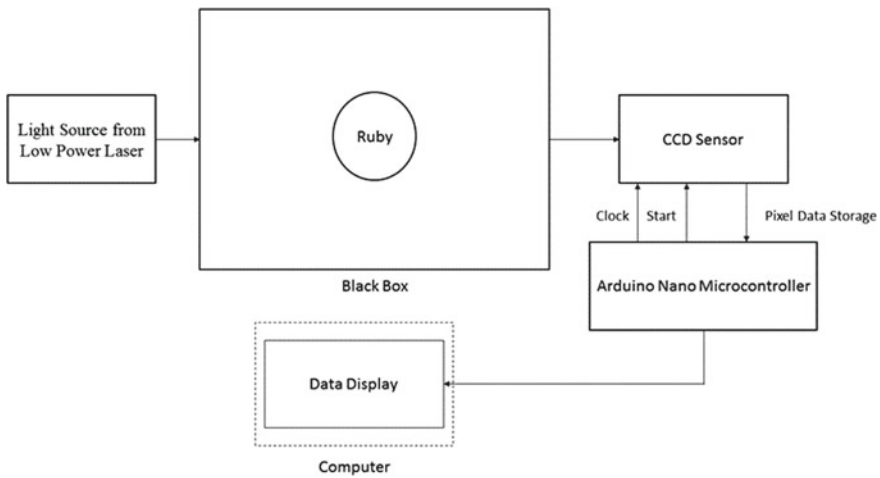 Light Source from
Low Power Laser
Ruby
CCD Sensor
Clock
Start
Pixel Data Storage
Black Box
Arduino Nano Microcontroller
Data Display
Computer